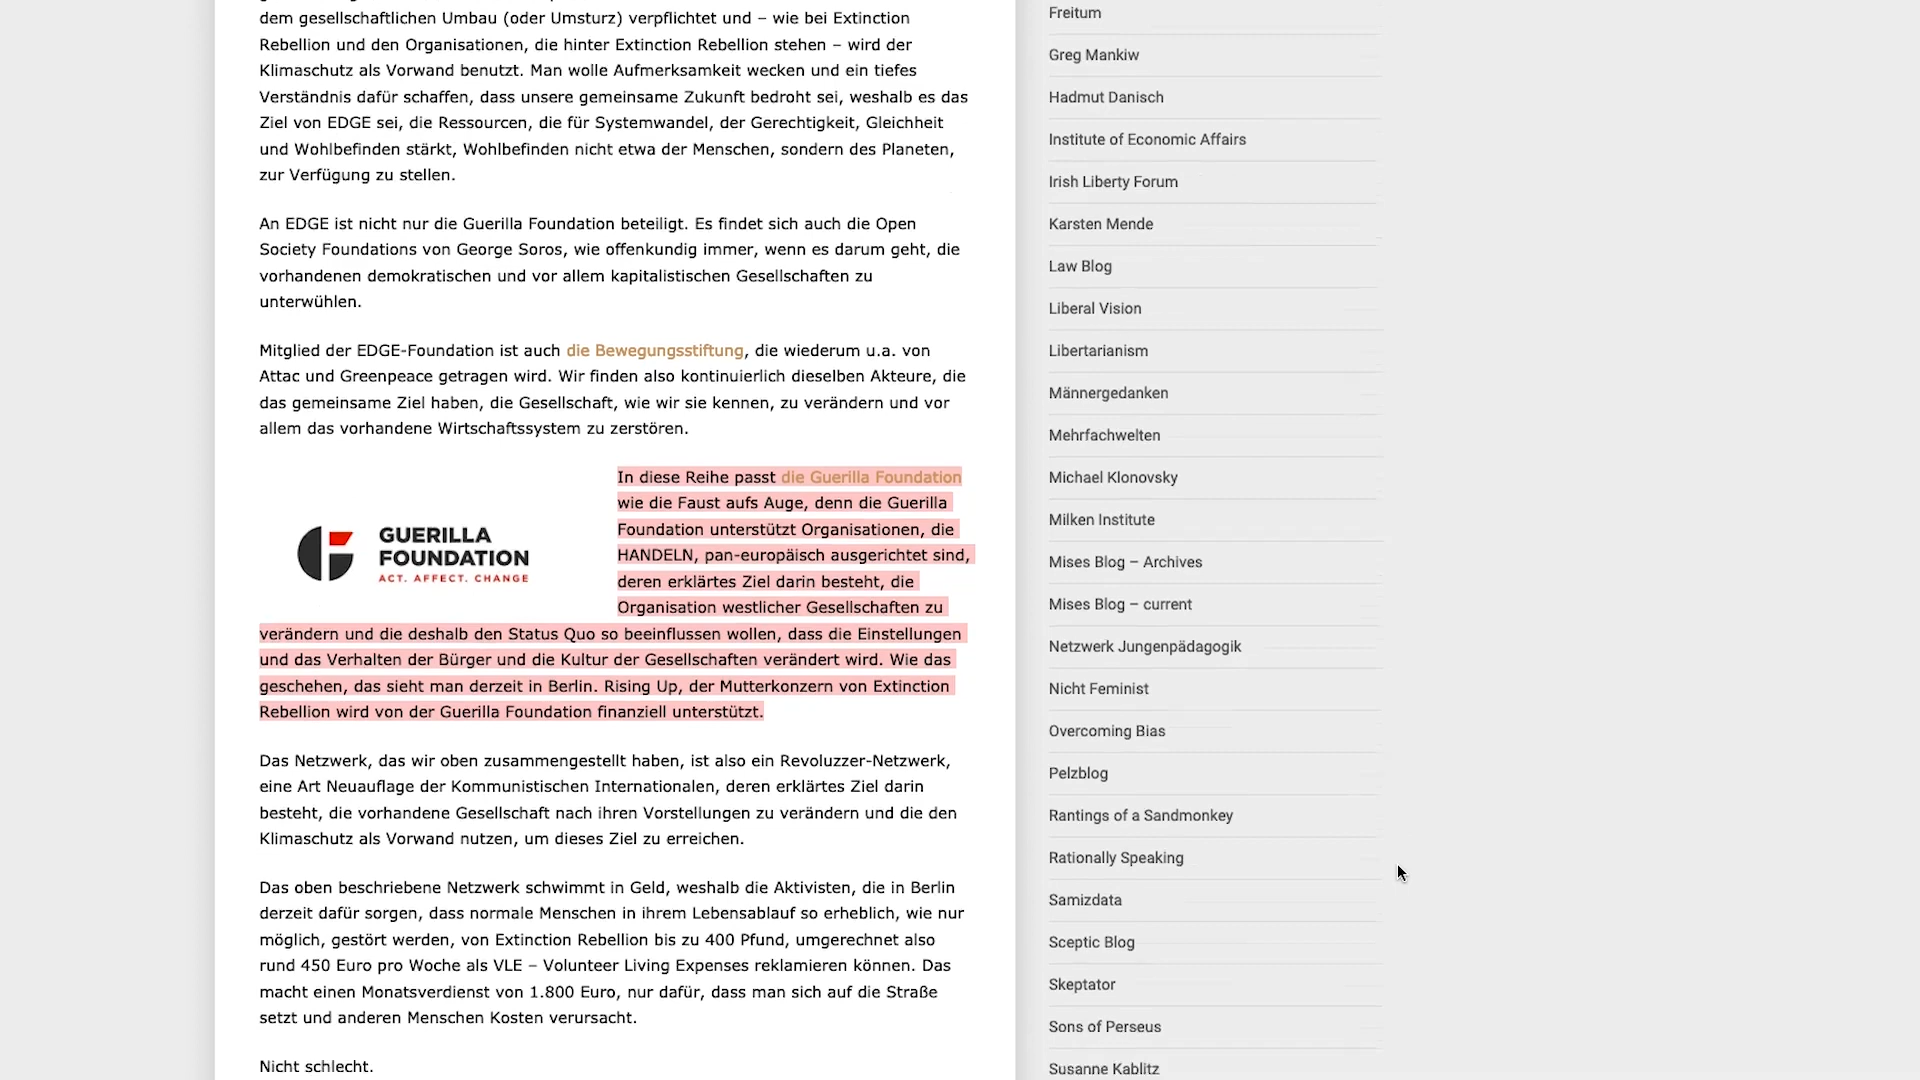 dem gesellschaftlichen Umbau (oder Umsturz) verpflichtet und – wie bei Extinction
Rebellion und den Organisationen, die hinter Extinction Rebellion stehen – wird der
Klimaschutz als Vorwand benutzt. Man wolle Aufmerksamkeit wecken und ein tiefes
Verständnis dafür schaffen, dass unsere gemeinsame Zukunft bedroht sei, weshalb es das
Ziel von EDGE sei, die Ressourcen, die für Systemwandel, der Gerechtigkeit, Gleichheit
und Wohlbefinden stärkt, Wohlbefinden nicht etwa der Menschen, sondern des Planeten,
zur Verfügung zu stellen.
An EDGE ist nicht nur die Guerilla Foundation beteiligt. Es findet sich auch die Open
Society Foundations von George Soros, wie offenkundig immer, wenn es darum geht, die
vorhandenen demokratischen und vor allem kapitalistischen Gesellschaften zu
unterwühlen.
Mitglied der EDGE-Foundation ist auch die Bewegungsstiftung, die wiederum u.a. von
Attac und Greenpeace getragen wird. Wir finden also kontinuierlich dieselben Akteure, die
das gemeinsame Ziel haben, die Gesellschaft, wie wir sie kennen, zu verändern und vor
allem das vorhandene Wirtschaftssystem zu zerstören.
GUERILLA
FOUNDATION
ACT. AFFECT. CHANGE
In diese Reihe passt die Guerilla Foundation
wie die Faust aufs Auge, denn die Guerilla
Foundation unterstützt Organisationen, die
HANDELN, pan-europäisch ausgerichtet sind,
deren erklärtes Ziel darin besteht, die
Organisation westlicher Gesellschaften zu
verändern und die deshalb den Status Quo so beeinflussen wollen, dass die Einstellungen
und das Verhalten der Bürger und die Kultur der Gesellschaften verändert wird. Wie das
geschehen, das sieht man derzeit in Berlin. Rising Up, der Mutterkonzern von Extinction
Rebellion wird von der Guerilla Foundation finanziell unterstützt.
Das Netzwerk, das wir oben zusammengestellt haben, ist also ein Revoluzzer-Netzwerk,
eine Art Neuauflage der Kommunistischen Internationalen, deren erklärtes Ziel darin
besteht, die vorhandene Gesellschaft nach ihren Vorstellungen zu verändern und die den
Klimaschutz als Vorwand nutzen, um dieses Ziel zu erreichen.
Das oben beschriebene Netzwerk schwimmt in Geld, weshalb die Aktivisten, die in Berlin
derzeit dafür sorgen, dass normale Menschen in ihrem Lebensablauf so erheblich, wie nur
möglich, gestört werden, von Extinction Rebellion bis zu 400 Pfund, umgerechnet also
rund 450 Euro pro Woche als VLE – Volunteer Living Expenses reklamieren können. Das
macht einen Monatsverdienst von 1.800 Euro, nur dafür, dass man sich auf die Straße
setzt und anderen Menschen Kosten verursacht.
Nicht schlecht.
Freitum
Greg Mankiw
Hadmut Danisch
Institute of Economic Affairs
Irish Liberty Forum
Karsten Mende
Law Blog
Liberal Vision
Libertarianism
Männergedanken
Mehrfachwelten
Michael Klonovsky
Milken Institute
Mises Blog – Archives
Mises Blog – current
Netzwerk Jungenpädagogik
Nicht Feminist
Overcoming Bias
Pelzblog
Rantings of a Sandmonkey
Rationally Speaking
Samizdata
Sceptic Blog
Skeptator
Sons of Perseus
Susanne Kablitz